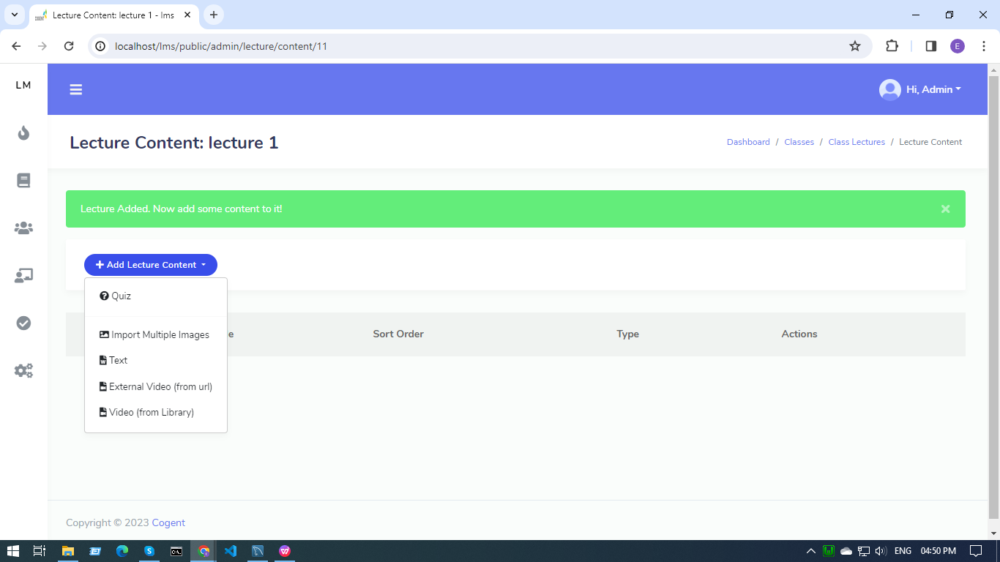 Lecture Content: lecture 1 - lms
localhost/lms/public/admin/lecture/content/11
E
LM
Hi, Admin
Lecture Content: lecture 1
Dashboard / Classes / Class Lectures / Lecture Content
Lecture Added. Now add some content to it!
Add Lecture Content
Quiz
Import Multiple Images
Text
External Video (from url)
Video (from Library)
e Sort Order Type Actions
Copyright © 2023 Cogent
ENG 04:50 PM